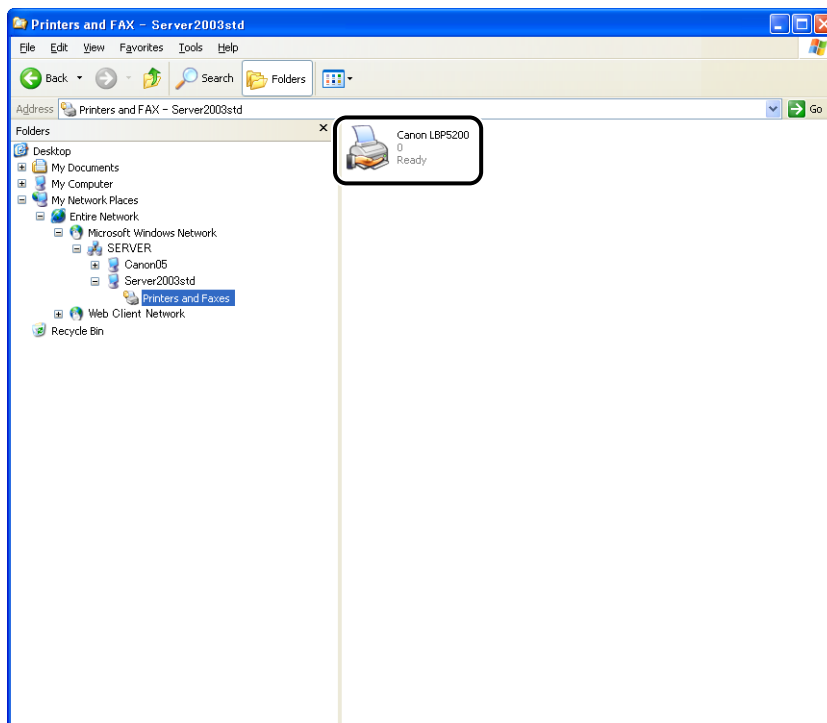 Printers and FAX - Server2003std
File Edit View Favorites Tools Help
Back Search Folders
Address Printers and FAX - Server2003std Go
Folders
Desktop
My Documents
My Computer
My Network Places
Entire Network
Microsoft Windows Network
SERVER
Canon05
Server2003std
Printers and Faxes
Web Client Network
Recycle Bin
Canon LBP5200
0
Ready